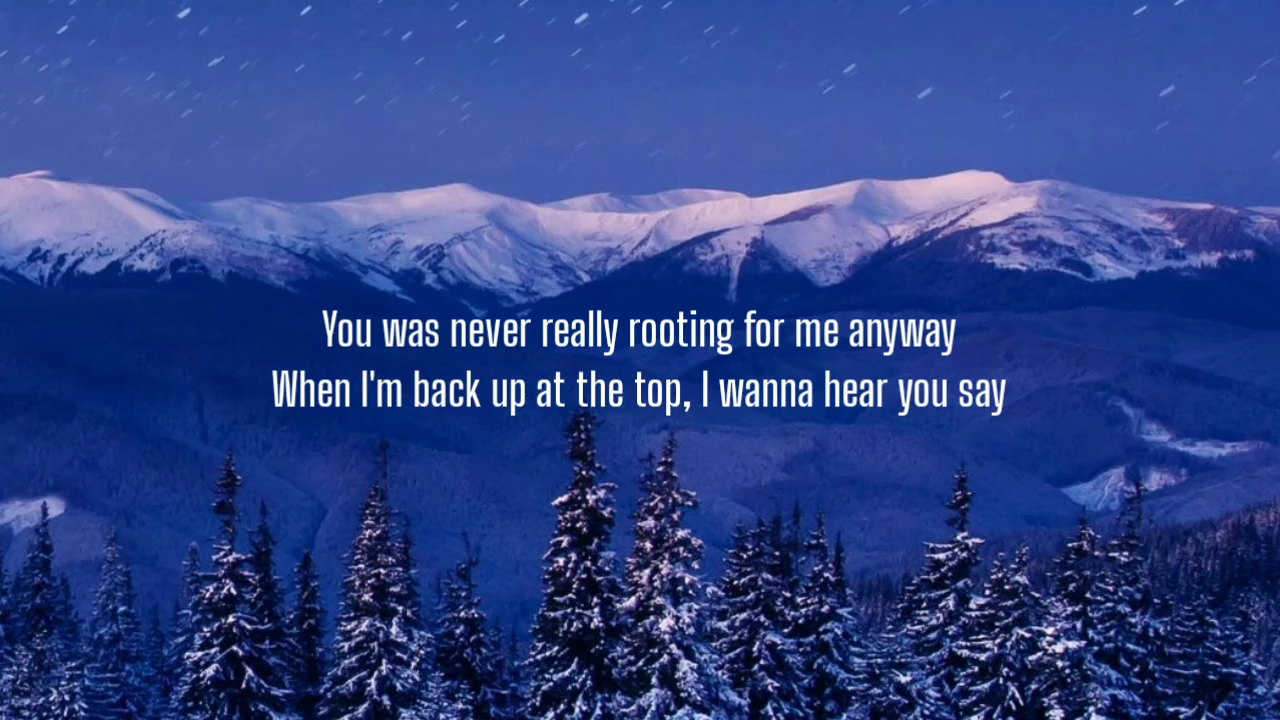 You was never really rooting for me anyway
When I'm back up at the top, I wanna hear you say